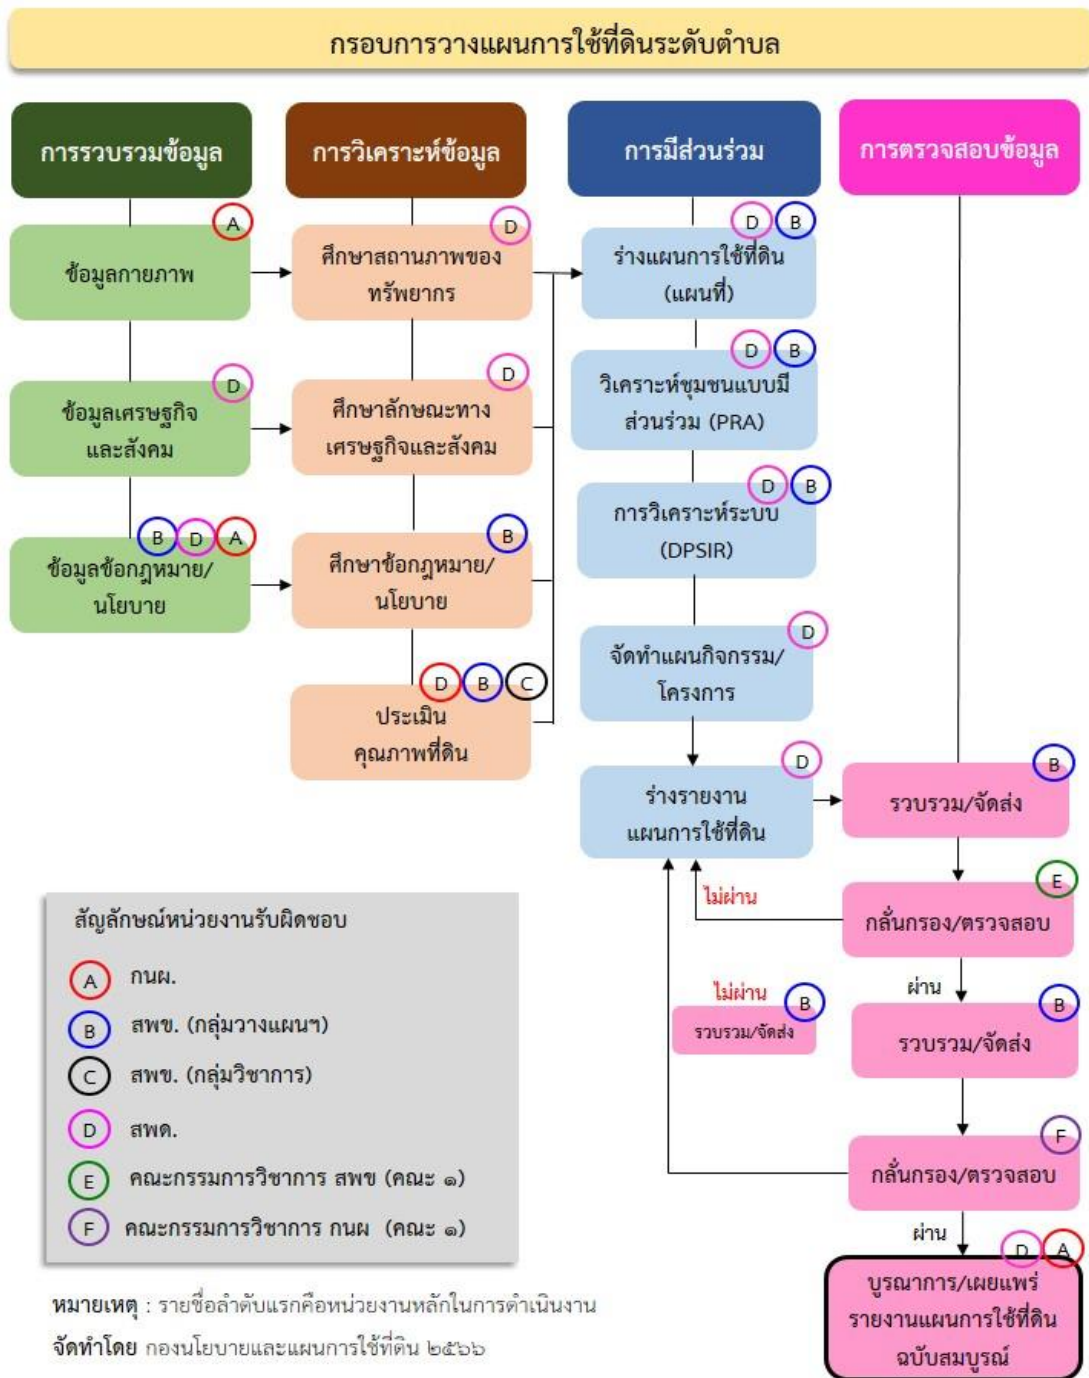 กรอบการวางแผนการใช้ที่ดินระดับตำบล
การรวบรวมข้อมูล
A
ข้อมูลกายภาพ
D
ข้อมูลเศรษฐกิจ
และสังคม
B D A
ข้อมูลข้อกฎหมาย/
นโยบาย
การวิเคราะห์ข้อมูล
D
ศึกษาสถานภาพของ
ทรัพยากร
D
ศึกษาลักษณะทาง
เศรษฐกิจและสังคม
B
ศึกษาข้อกฎหมาย/
นโยบาย
D B C
ประเมิน
คุณภาพที่ดิน
การมีส่วนร่วม
D B
ร่างแผนการใช้ที่ดิน
(แผนที่)
D B
วิเคราะห์ชุมชนแบบมี
ส่วนร่วม (PRA)
D B
การวิเคราะห์ระบบ
(DPSIR)
D
จัดทำแผนกิจกรรม/
โครงการ
D
ร่างรายงาน
แผนการใช้ที่ดิน
การตรวจสอบข้อมูล
B
รวบรวม/จัดส่ง
E
กลั่นกรอง/ตรวจสอบ
ไม่ผ่าน
ผ่าน
B
รวบรวม/จัดส่ง
ไม่ผ่าน
B
รวบรวม/จัดส่ง
F
กลั่นกรอง/ตรวจสอบ
ผ่าน
D A
บูรณาการ/เผยแพร่
รายงานแผนการใช้ที่ดิน
ฉบับสมบูรณ์
สัญลักษณ์หน่วยงานรับผิดชอบ
A กนผ.
B สพข. (กลุ่มวางแผนฯ)
C สพข. (กลุ่มวิชาการ)
D สพด.
E คณะกรรมการวิชาการ สพข (คณะ ๑)
F คณะกรรมการวิชาการ กนผ (คณะ ๑)
หมายเหตุ : รายชื่อลำดับแรกคือหน่วยงานหลักในการดำเนินงาน
จัดทำโดย กองนโยบายและแผนการใช้ที่ดิน ๒๕๖๖